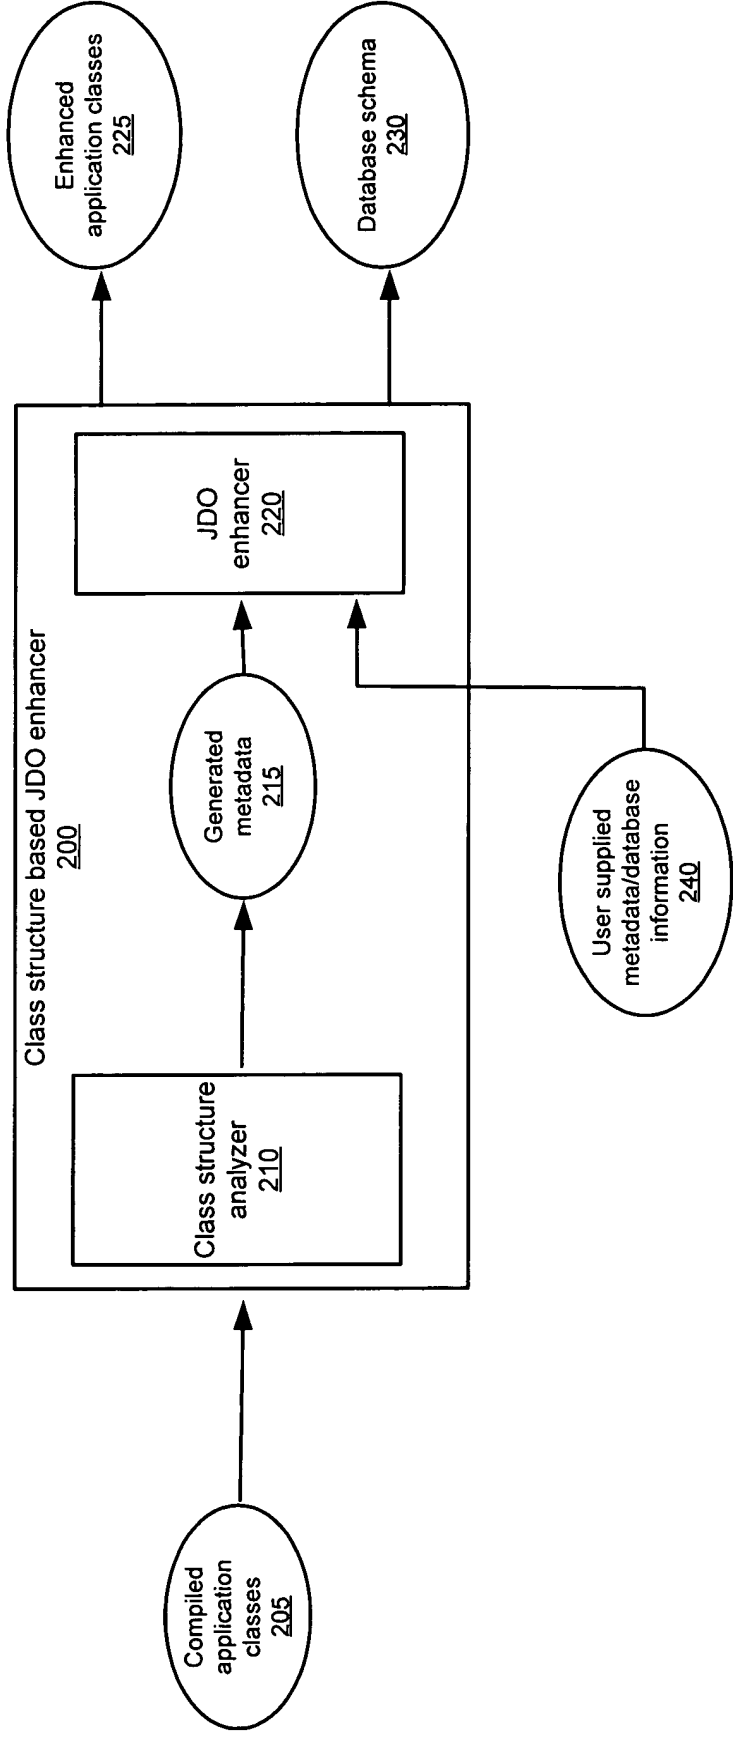 Class structure based JDO enhancer
200
Compiled
application
classes
205
Class structure
analyzer
210
Generated
metadata
215
JDO
enhancer
220
Enhanced
application classes
225
Database schema
230
User supplied
metadata/database
information
240